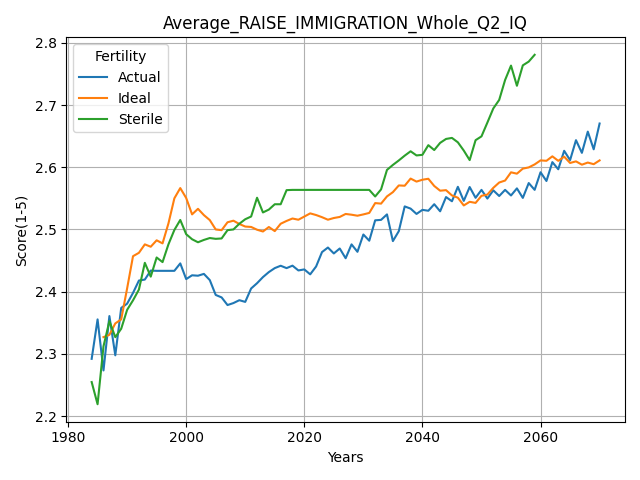 Average_RAISE_IMMIGRATION_Whole_Q2_IQ
Fertility
Actual
Ideal
Sterile
Score(1-5)
2.8
2.7
2.6
2.5
2.4
2.3
2.2
1980
2000
2020
2040
2060
Years